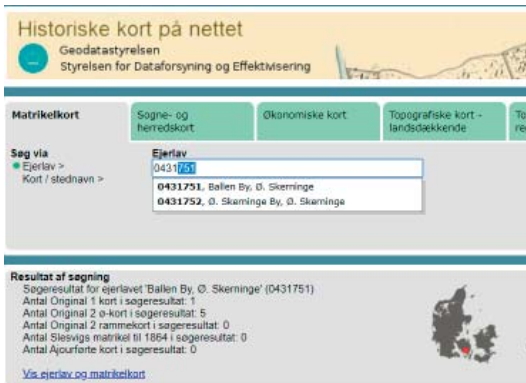 Historiske kort på nettet
Geodatastyrelsen
Styrelsen for Dataforsyning og Effektivisering
Matrikelkort
Sogne- og
herredskort
Økonomiske kort
Topografiske kort -
landsdækkende
To
re
Søg via
Ejerlav >
Kort / stednavn >
Ejerlav
0431751
0431751, Ballen By, Ø. Skerninge
0431752, Ø. Skerninge By, Ø. Skerninge
Resultat af søgning
Søgeresultat for ejerlavet 'Ballen By, Ø. Skerninge' (0431751)
Antal Original 1 kort i søgeresultat: 1
Antal Original 2 ø-kort i søgeresultat: 5
Antal Original 2 rammekort i søgeresultat: 0
Antal Slesvigs matrikel til 1864 i søgeresultat: 0
Antal Ajourførte kort i søgeresultat: 0
Vis ejerlav og matrikelkort